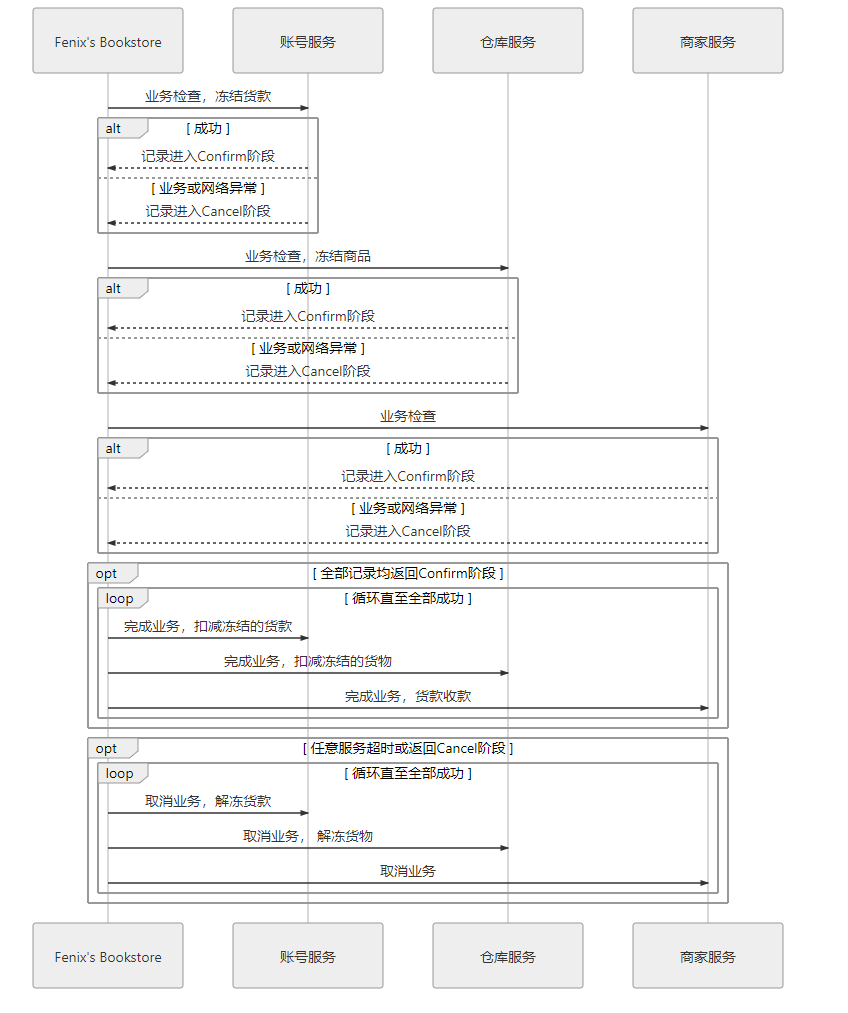 Fenix's Bookstore
账号服务
仓库服务
商家服务
业务检查，冻结货款
alt
[ 成功 ]
记录进入Confirm阶段
[ 业务或网络异常 ]
记录进入Cancel阶段
业务检查，冻结商品
alt
[ 成功 ]
记录进入Confirm阶段
[ 业务或网络异常 ]
记录进入Cancel阶段
业务检查
alt
[ 成功 ]
记录进入Confirm阶段
[ 业务或网络异常 ]
记录进入Cancel阶段
opt
[ 全部记录均返回Confirm阶段 ]
loop
[ 循环直至全部成功 ]
完成业务，扣减冻结的货款
完成业务，扣减冻结的货物
完成业务，货款收款
opt
[ 任意服务超时或返回Cancel阶段 ]
loop
[ 循环直至全部成功 ]
取消业务，解冻货款
取消业务， 解冻货物
取消业务
Fenix's Bookstore
账号服务
仓库服务
商家服务